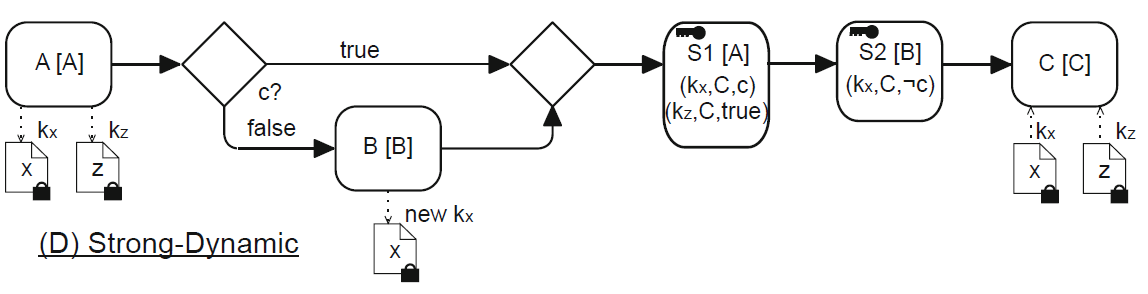 A [A]
true
c?
false
B [B]
S1 [A]
(kx,C,c)
(kz,C,true)
S2 [B]
(kx,C,¬c)
C [C]
kx
kz
x
z
new kx
x
kx
kz
x
z
(D) Strong-Dynamic